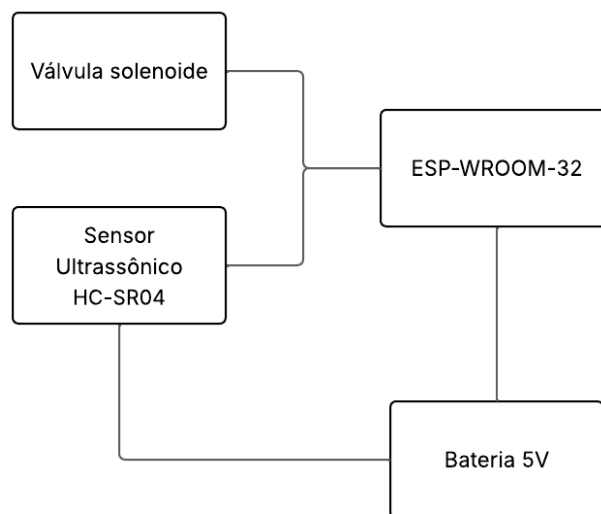 Válvula solenoide
ESP-WROOM-32
Sensor
Ultrassônico
HC-SR04
Bateria 5V